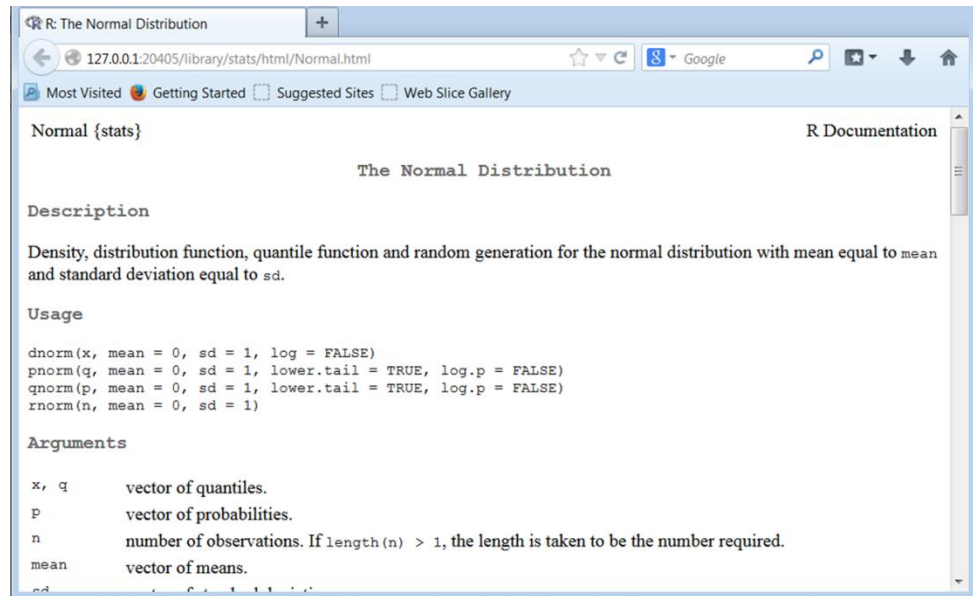 R: The Normal Distribution
127.0.0.1:20405/library/stats/html/Normal.html
8 Google
Most Visited Getting Started Suggested Sites Web Slice Gallery
Normal {stats} R Documentation
The Normal Distribution
Description
Density, distribution function, quantile function and random generation for the normal distribution with mean equal to mean
and standard deviation equal to sd.
Usage
dnorm(x, mean = 0, sd = 1, log = FALSE)
pnorm(q, mean = 0, sd = 1, lower.tail = TRUE, log.p = FALSE)
qnorm(p, mean = 0, sd = 1, lower.tail = TRUE, log.p = FALSE)
rnorm(n, mean = 0, sd = 1)
Arguments
x, q vector of quantiles.
p vector of probabilities.
n number of observations. If length(n) > 1, the length is taken to be the number required.
mean vector of means.